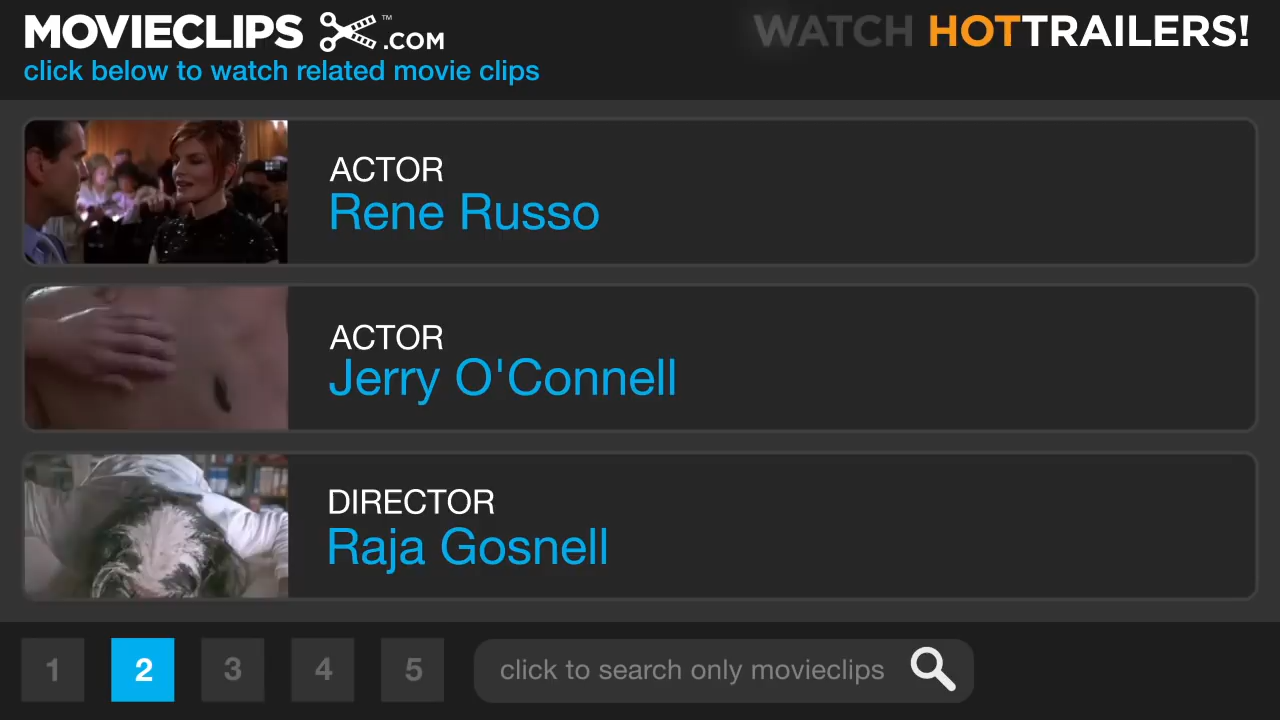 MOVIECLIPS ™ .COM
WATCH HOTTRAILERS!
click below to watch related movie clips
ACTOR
Rene Russo
ACTOR
Jerry O'Connell
DIRECTOR
Raja Gosnell
1 2 3 4 5 click to search only movieclips